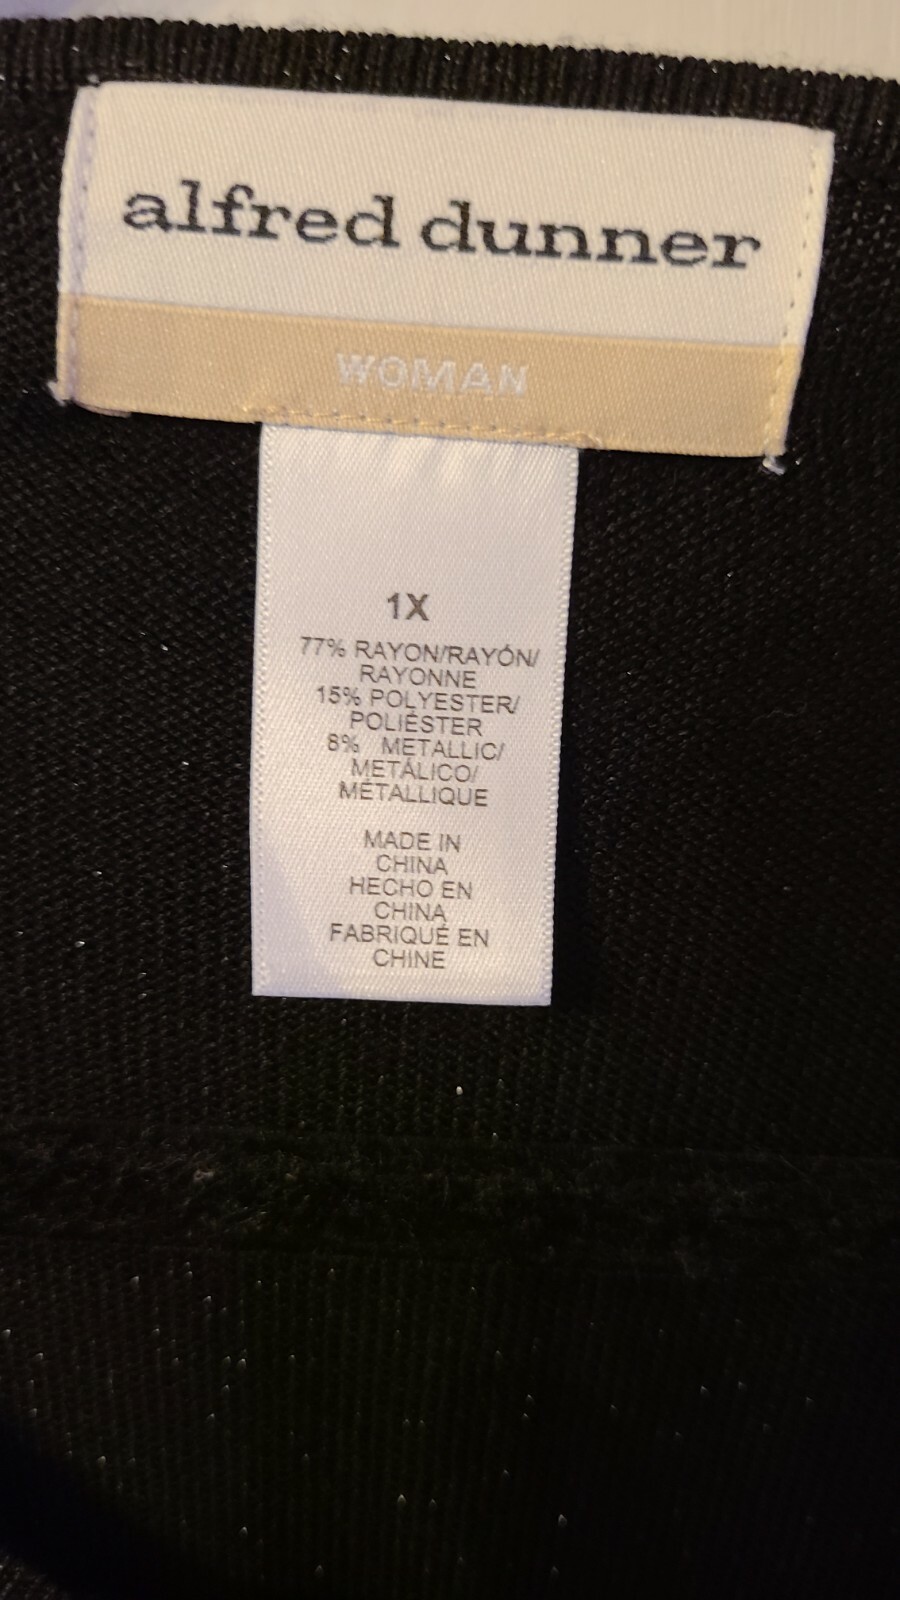 alfred dunner
WOMAN
1X
77% RAYON/RAYÓN/
RAYONNE
15% POLYESTER/
POLIÉSTER
8% METALLIC/
METÁLICO/
MÉTALLIQUE
MADE IN
CHINA
HECHO EN
CHINA
FABRIQUÉ EN
CHINE